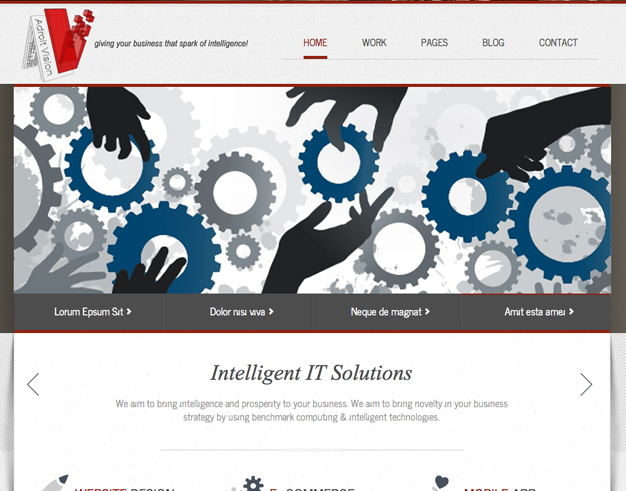 Adroit Vision
giving your business that spark of intelligence!
HOME WORK PAGES BLOG CONTACT
Lorem Epsum Sit Dolor nisi viva Neque de magnat Amit esta amei
Intelligent IT Solutions
We aim to bring intelligence and prosperity to your business. We aim to bring novelty in your business
strategy by using benchmark computing & intelligent technologies.
WEBSITE DESIGN E-COMMERCE MOBILE APP